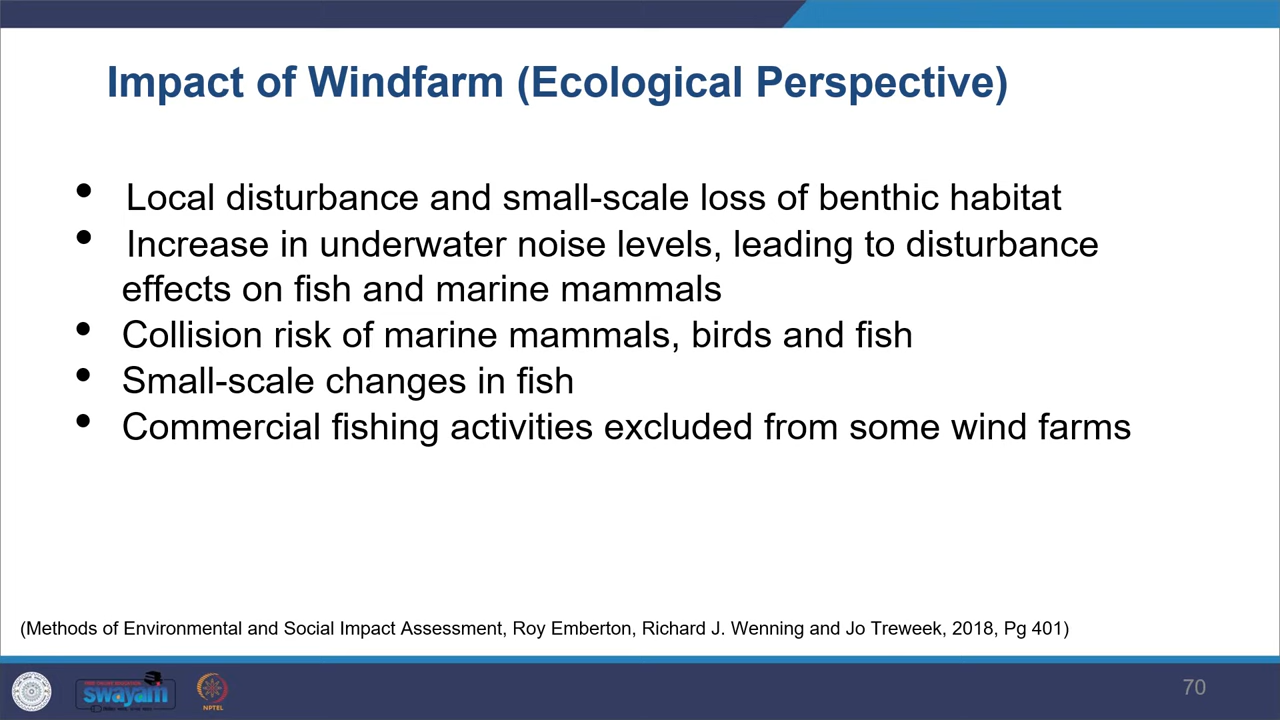 Impact of Windfarm (Ecological Perspective)
• Local disturbance and small-scale loss of benthic habitat
• Increase in underwater noise levels, leading to disturbance
effects on fish and marine mammals
• Collision risk of marine mammals, birds and fish
• Small-scale changes in fish
• Commercial fishing activities excluded from some wind farms
(Methods of Environmental and Social Impact Assessment, Roy Emberton, Richard J. Wenning and Jo Treweek, 2018, Pg 401)
swayam
NPTEL
70